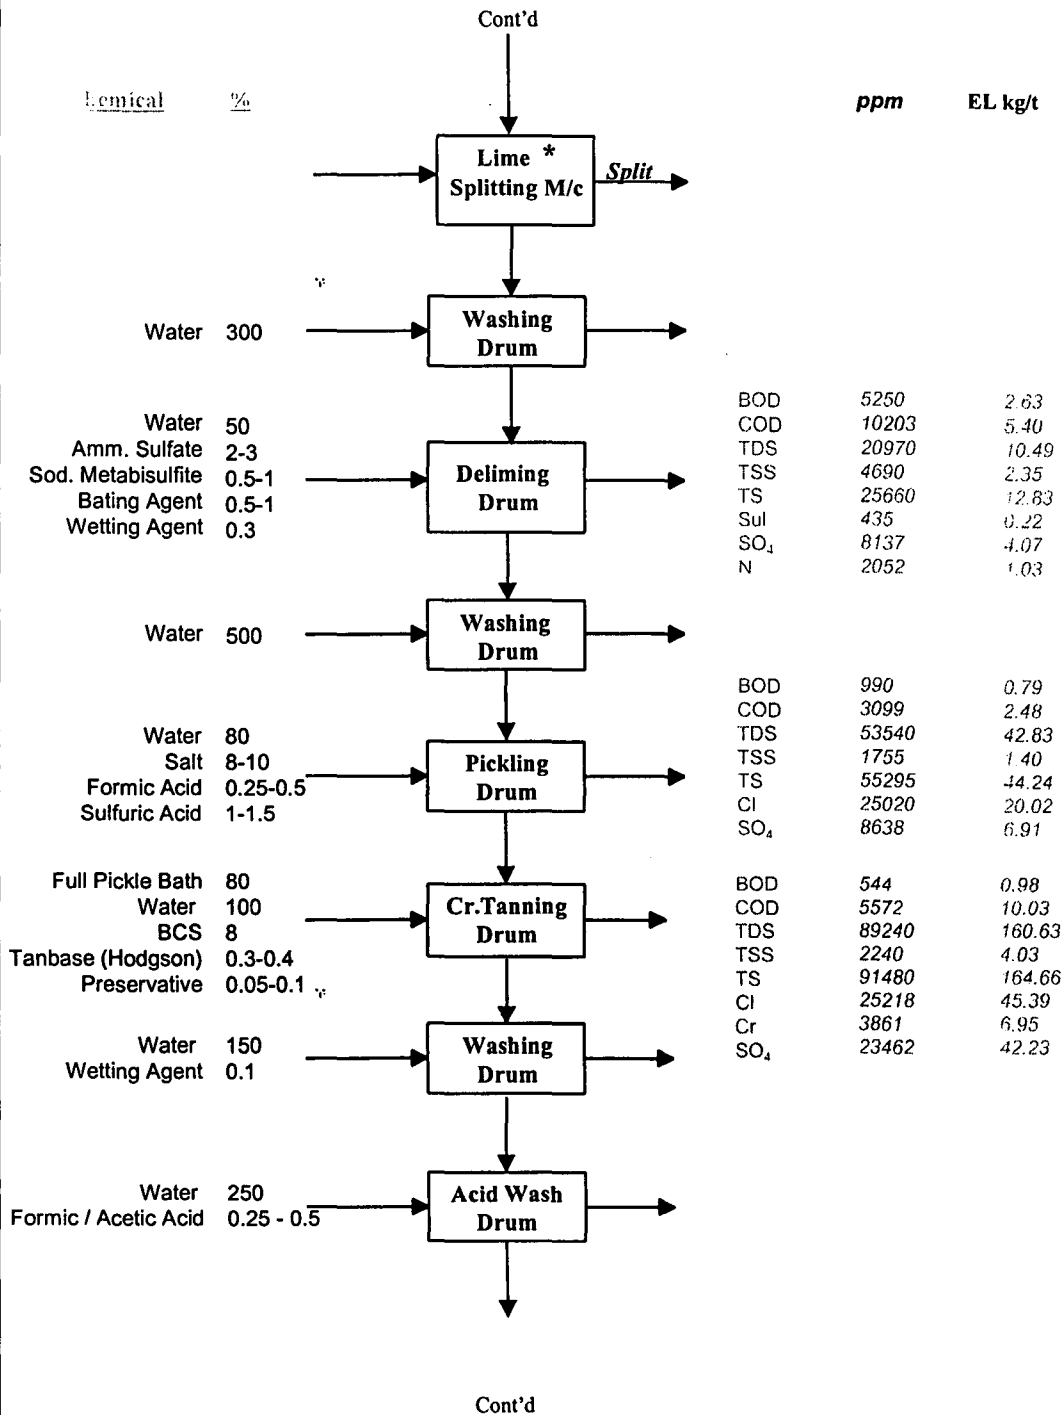 Cont'd
Lemical % ppm EL kg/t
Lime *
Splitting M/c
Split
Water 300
Washing
Drum
Water 50
Amm. Sulfate 2-3
Sod. Metabisulfite 0.5-1
Bating Agent 0.5-1
Wetting Agent 0.3
Deliming
Drum
BOD 5250 2.63
COD 10203 5.40
TDS 20970 10.49
TSS 4690 2.35
TS 25660 12.83
Sul 435 0.22
SO₄ 8137 4.07
N 2052 1.03
Water 500
Washing
Drum
Water 80
Salt 8-10
Formic Acid 0.25-0.5
Sulfuric Acid 1-1.5
Pickling
Drum
BOD 990 0.79
COD 3099 2.48
TDS 53540 42.83
TSS 1755 1.40
TS 55295 44.24
Cl 25020 20.02
SO₄ 8638 6.91
Full Pickle Bath 80
Water 100
BCS 8
Tanbase (Hodgson) 0.3-0.4
Preservative 0.05-0.1
Cr.Tanning
Drum
BOD 544 0.98
COD 5572 10.03
TDS 89240 160.63
TSS 2240 4.03
TS 91480 164.66
Cl 25218 45.39
Cr 3861 6.95
SO₄ 23462 42.23
Water 150
Wetting Agent 0.1
Washing
Drum
Water 250
Formic / Acetic Acid 0.25 - 0.5
Acid Wash
Drum
Cont'd